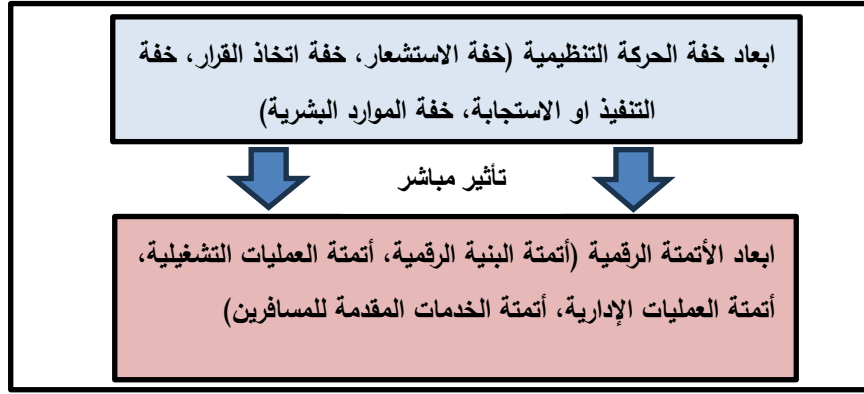 ابعاد خفة الحركة التنظيمية (خفة الاستشعار، خفة اتخاذ القرار، خفة
التنفيذ او الاستجابة، خفة الموارد البشرية)
تأثير مباشر
ابعاد الأتمتة الرقمية (أتمتة البنية الرقمية، أتمتة العمليات التشغيلية،
أتمتة العمليات الإدارية، أتمتة الخدمات المقدمة للمسافرين)